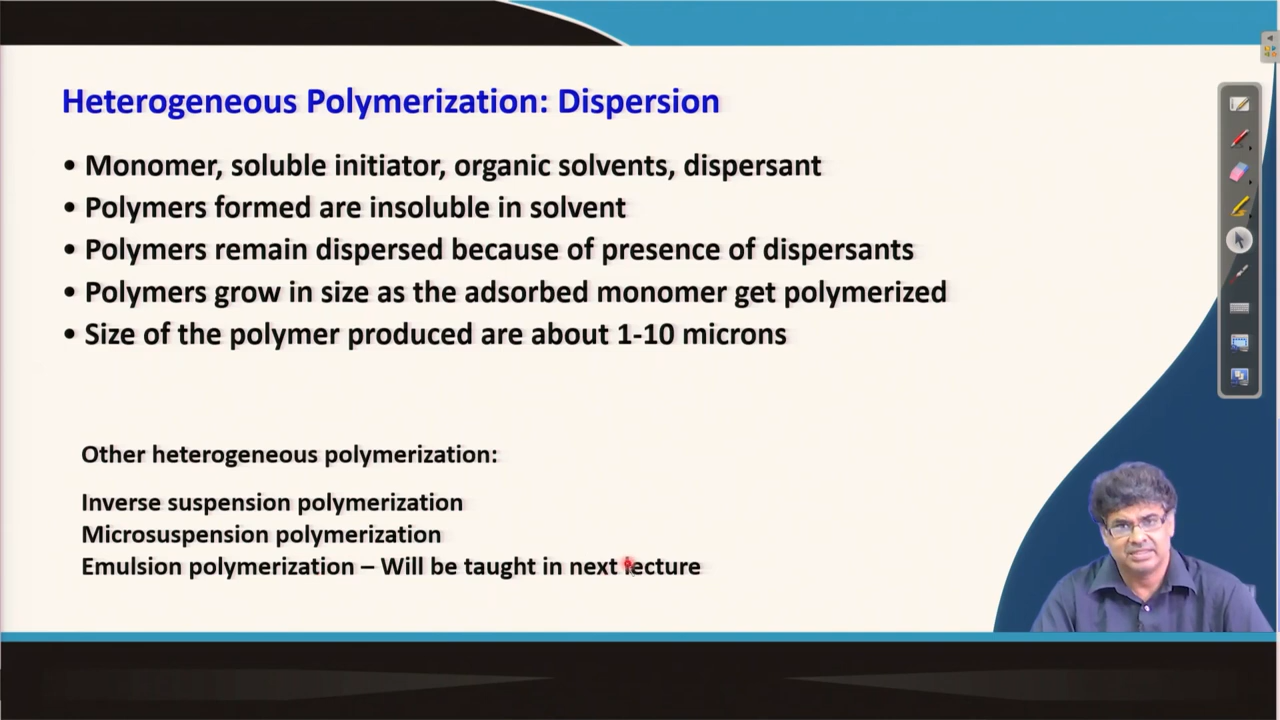 Heterogeneous Polymerization: Dispersion
• Monomer, soluble initiator, organic solvents, dispersant
• Polymers formed are insoluble in solvent
• Polymers remain dispersed because of presence of dispersants
• Polymers grow in size as the adsorbed monomer get polymerized
• Size of the polymer produced are about 1-10 microns
Other heterogeneous polymerization:
Inverse suspension polymerization
Microsuspension polymerization
Emulsion polymerization – Will be taught in next lecture